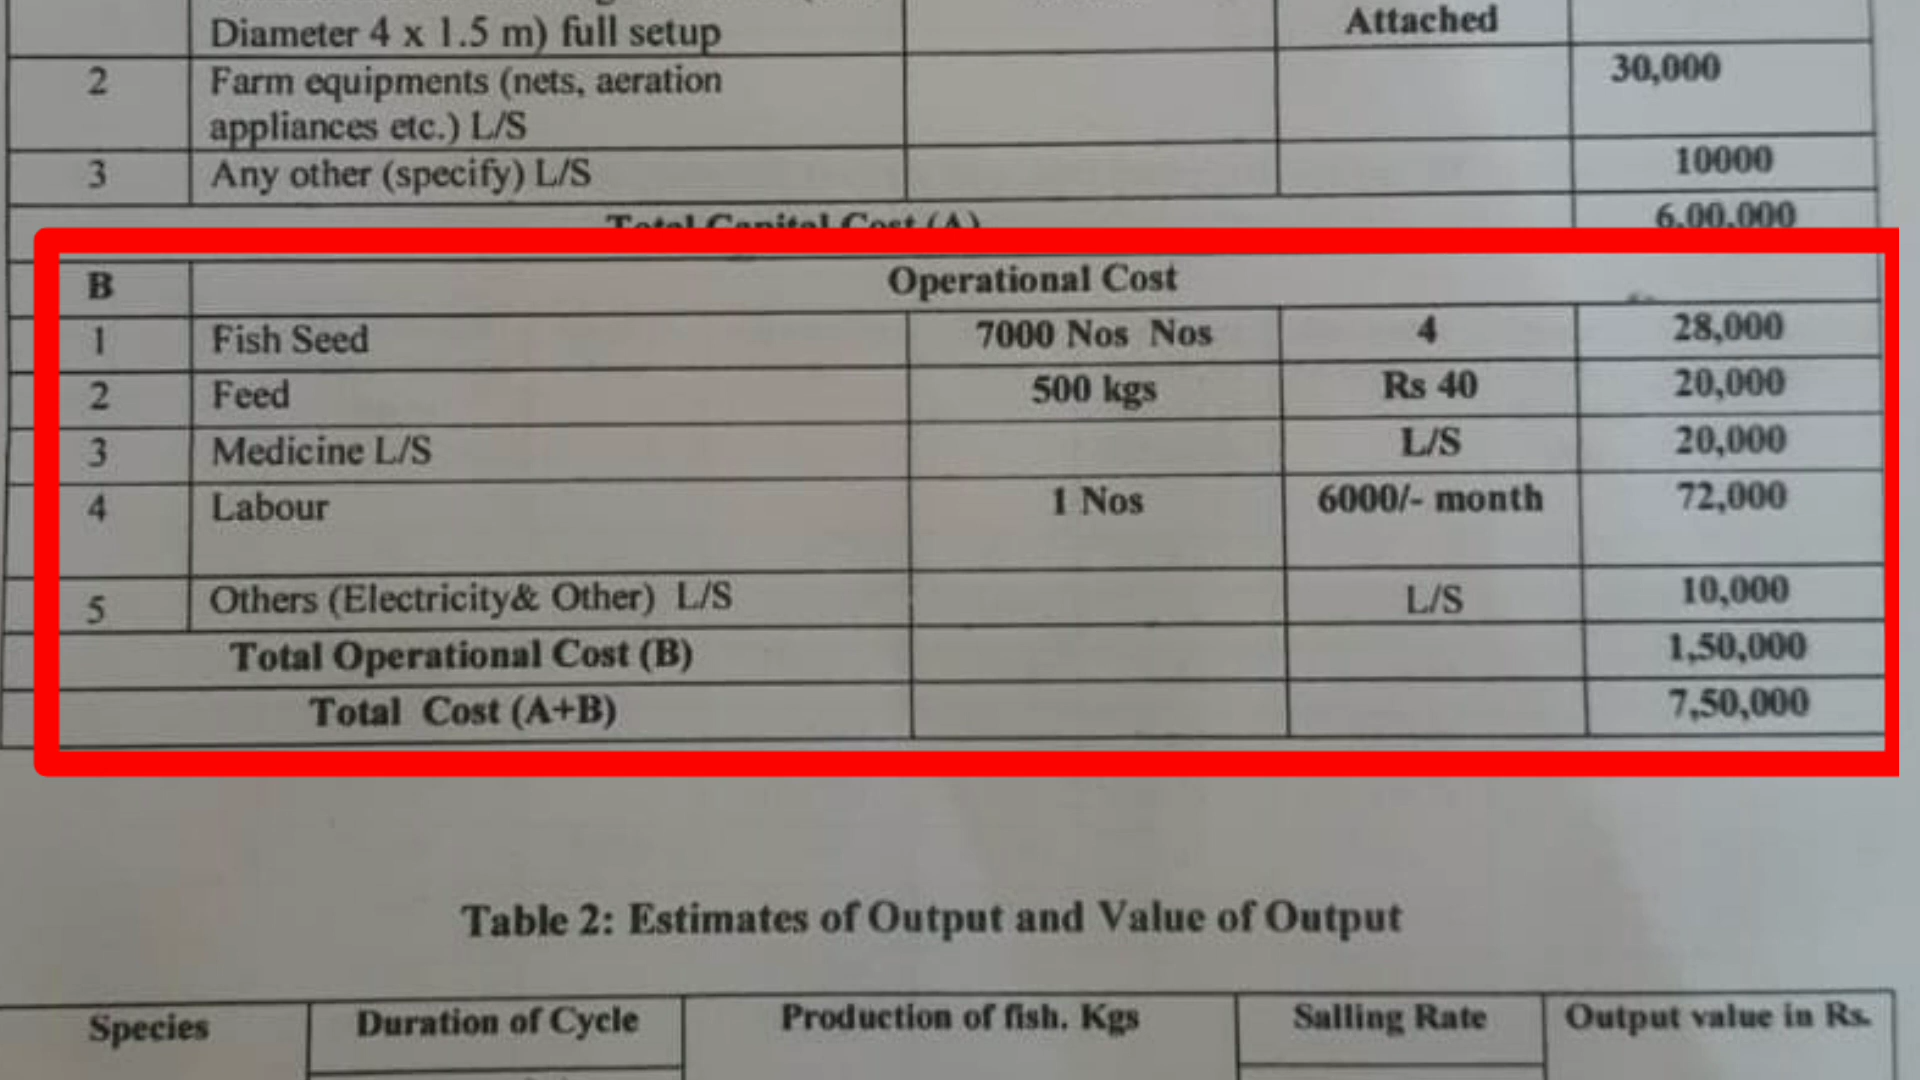 Diameter 4 x 1.5 m) full setup
Attached
2 Farm equipments (nets, aeration 30,000
appliances etc.) L/S
3 Any other (specify) L/S 10000
Total Capital Cost (A) 6,00,000
B Operational Cost
1 Fish Seed 7000 Nos Nos 4 28,000
2 Feed 500 kgs Rs 40 20,000
3 Medicine L/S L/S 20,000
4 Labour 1 Nos 6000/- month 72,000
5 Others (Electricity& Other) L/S L/S 10,000
Total Operational Cost (B) 1,50,000
Total Cost (A+B) 7,50,000
Table 2: Estimates of Output and Value of Output
Species Duration of Cycle Production of fish. Kgs Salling Rate Output value in Rs.